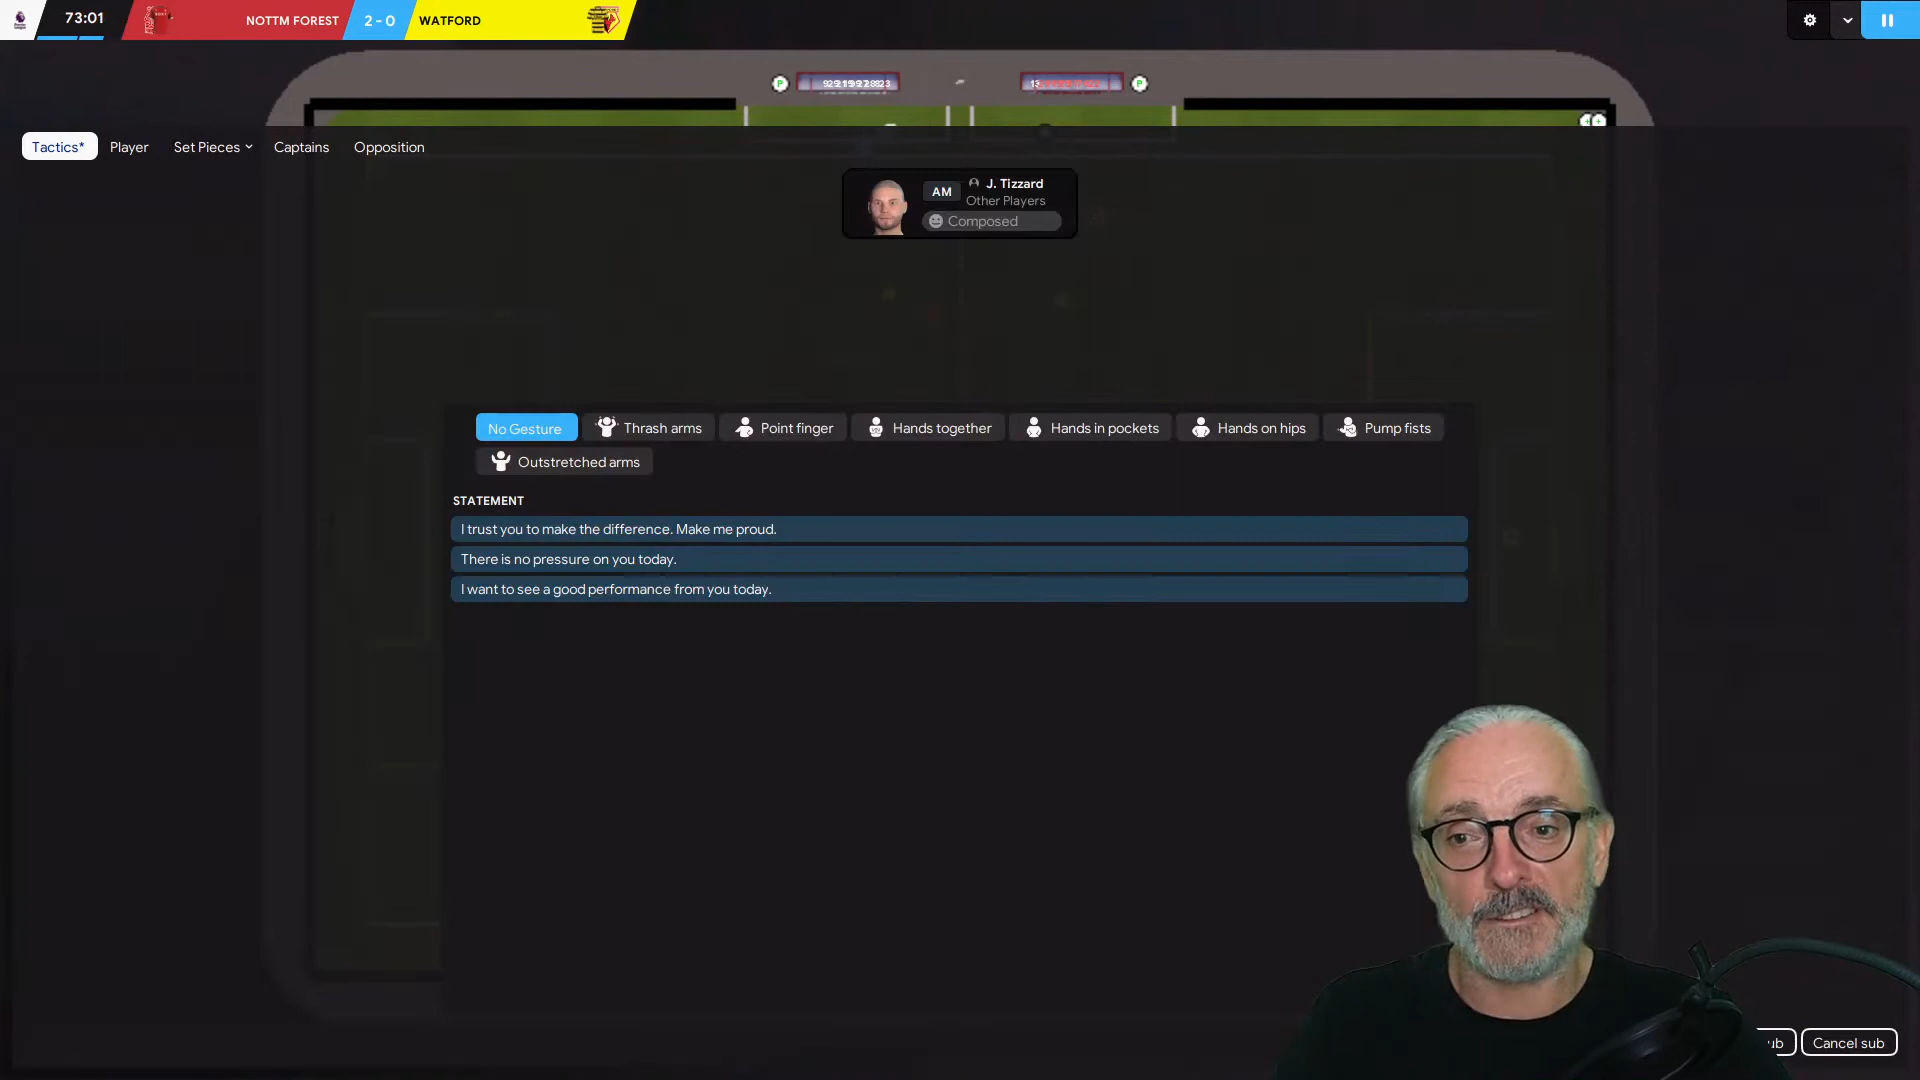 73:01
NOTTM FOREST
2 - 0
WATFORD
Tactics*
Player
Set Pieces
Captains
Opposition
AM
J. Tizzard
Other Players
Composed
No Gesture
Thrash arms
Point finger
Hands together
Hands in pockets
Hands on hips
Pump fists
Outstretched arms
STATEMENT
I trust you to make the difference. Make me proud.
There is no pressure on you today.
I want to see a good performance from you today.
Cancel sub